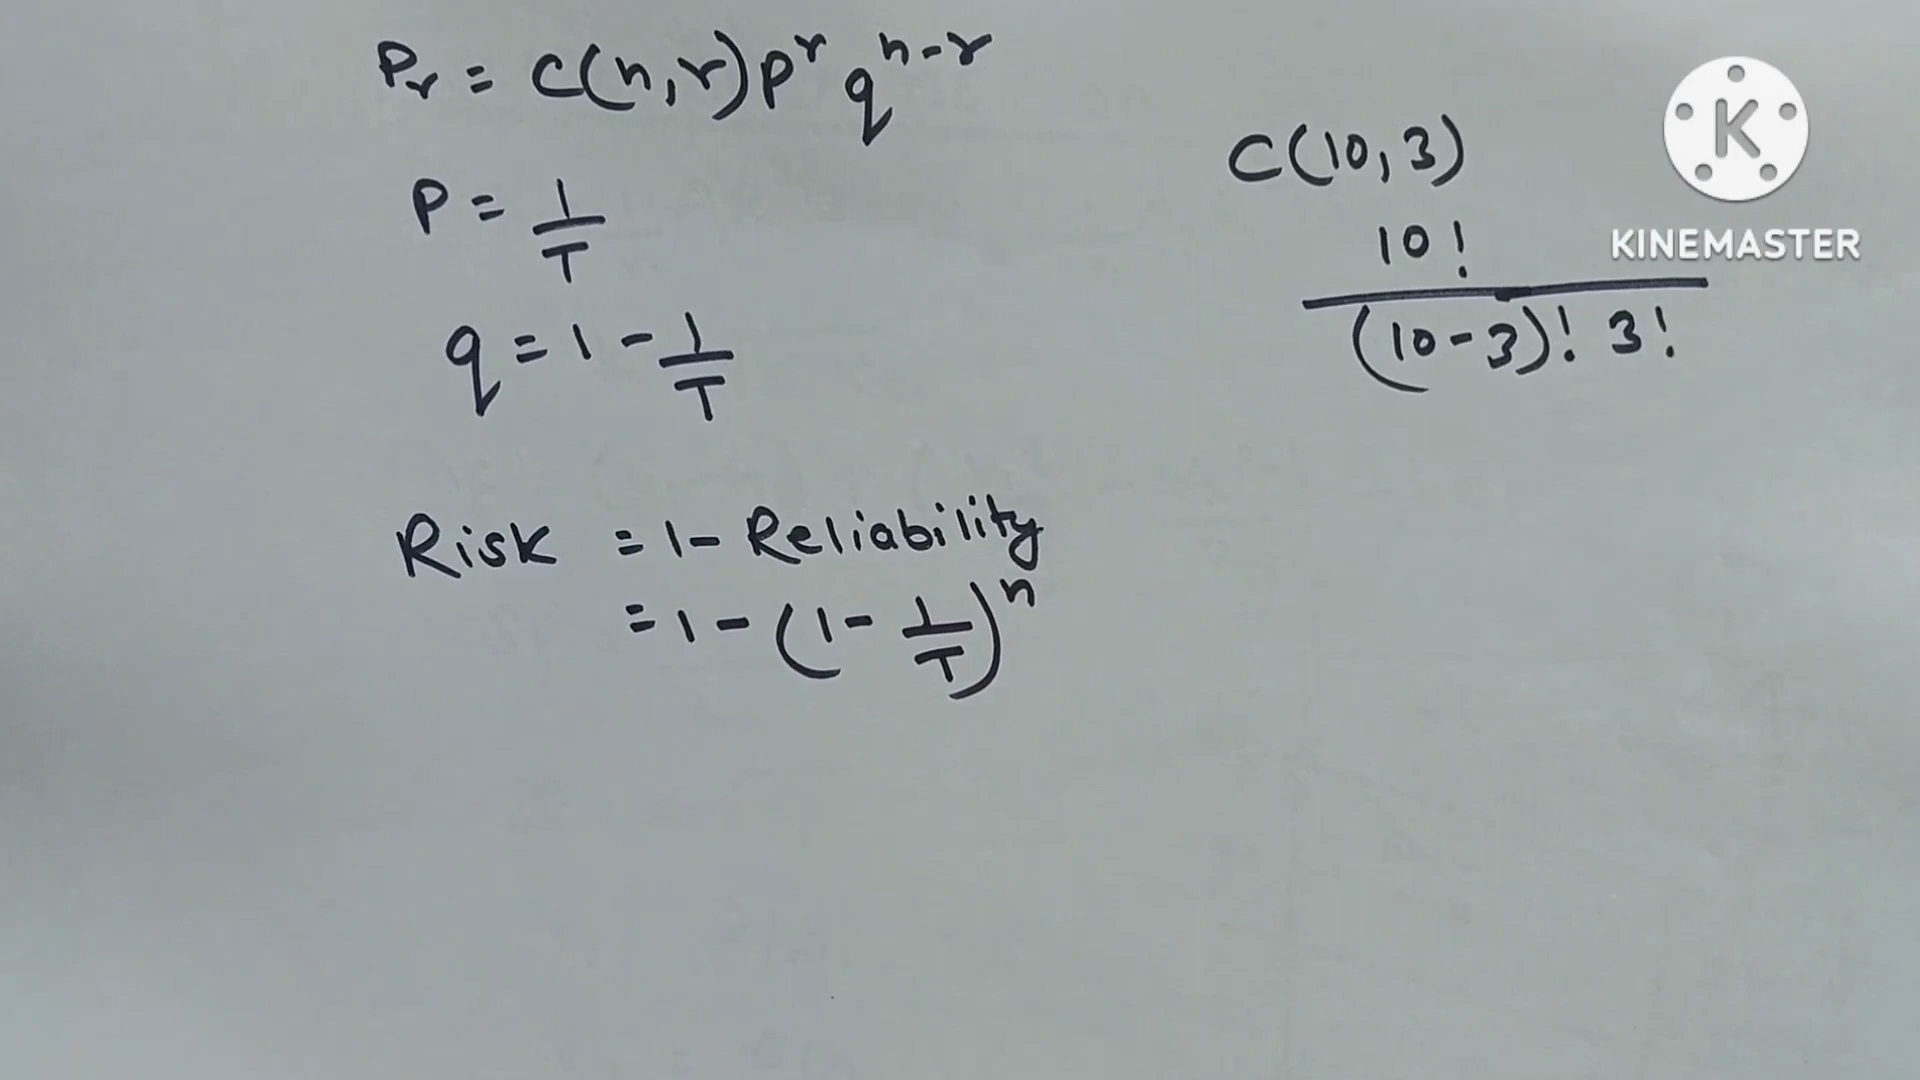 Pr = C(n,r) p^r q^n-r
P = 1/T
q = 1 - 1/T
Risk = 1 - Reliability
= 1 - (1 - 1/T)^n
C(10,3)
10!
(10-3)! 3!
K
KINEMASTER